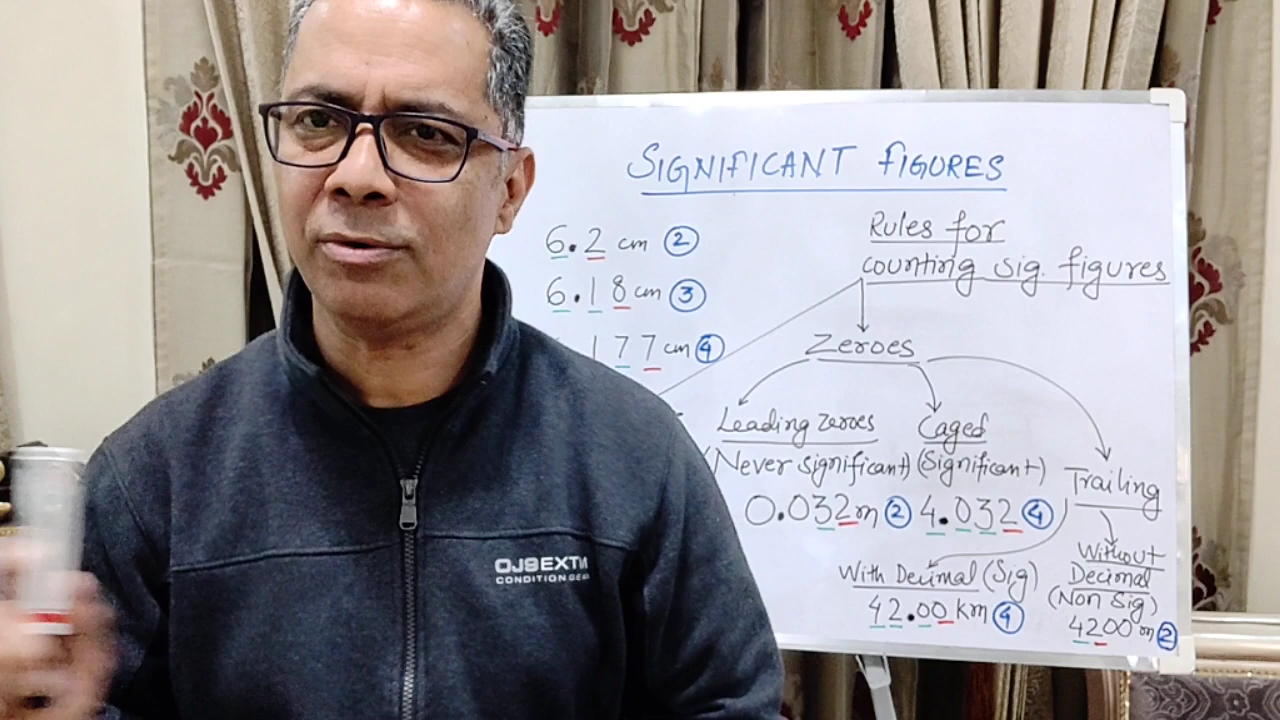 SIGNIFICANT FIGURES
6.2 cm 2
6.18 cm 3
177 cm 4
Rules for
counting sig. figures
Zeroes
Leading zeroes
(Never significant)
0.032 m 2
Caged
(Significant)
4.032 4
Trailing
With Decimal (Sig)
42.00 km 4
Without
Decimal
(Non Sig)
4200 m 2
CONDITION GEAR